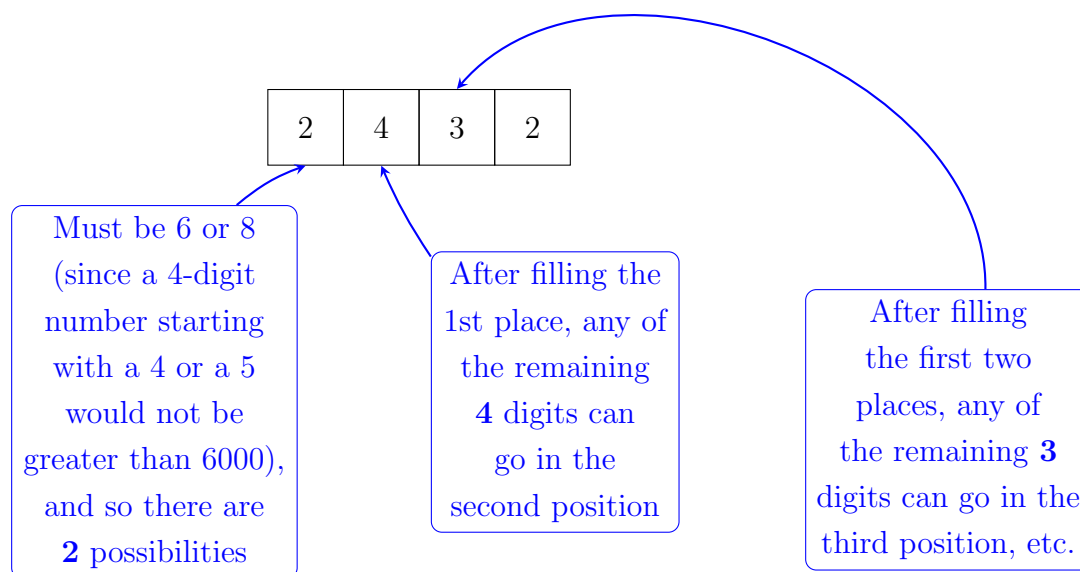 2 4 3 2
Must be 6 or 8
(since a 4-digit
number starting
with a 4 or a 5
would not be
greater than 6000),
and so there are
2 possibilities
After filling the
1st place, any of
the remaining
4 digits can
go in the
second position
After filling
the first two
places, any of
the remaining 3
digits can go in the
third position, etc.